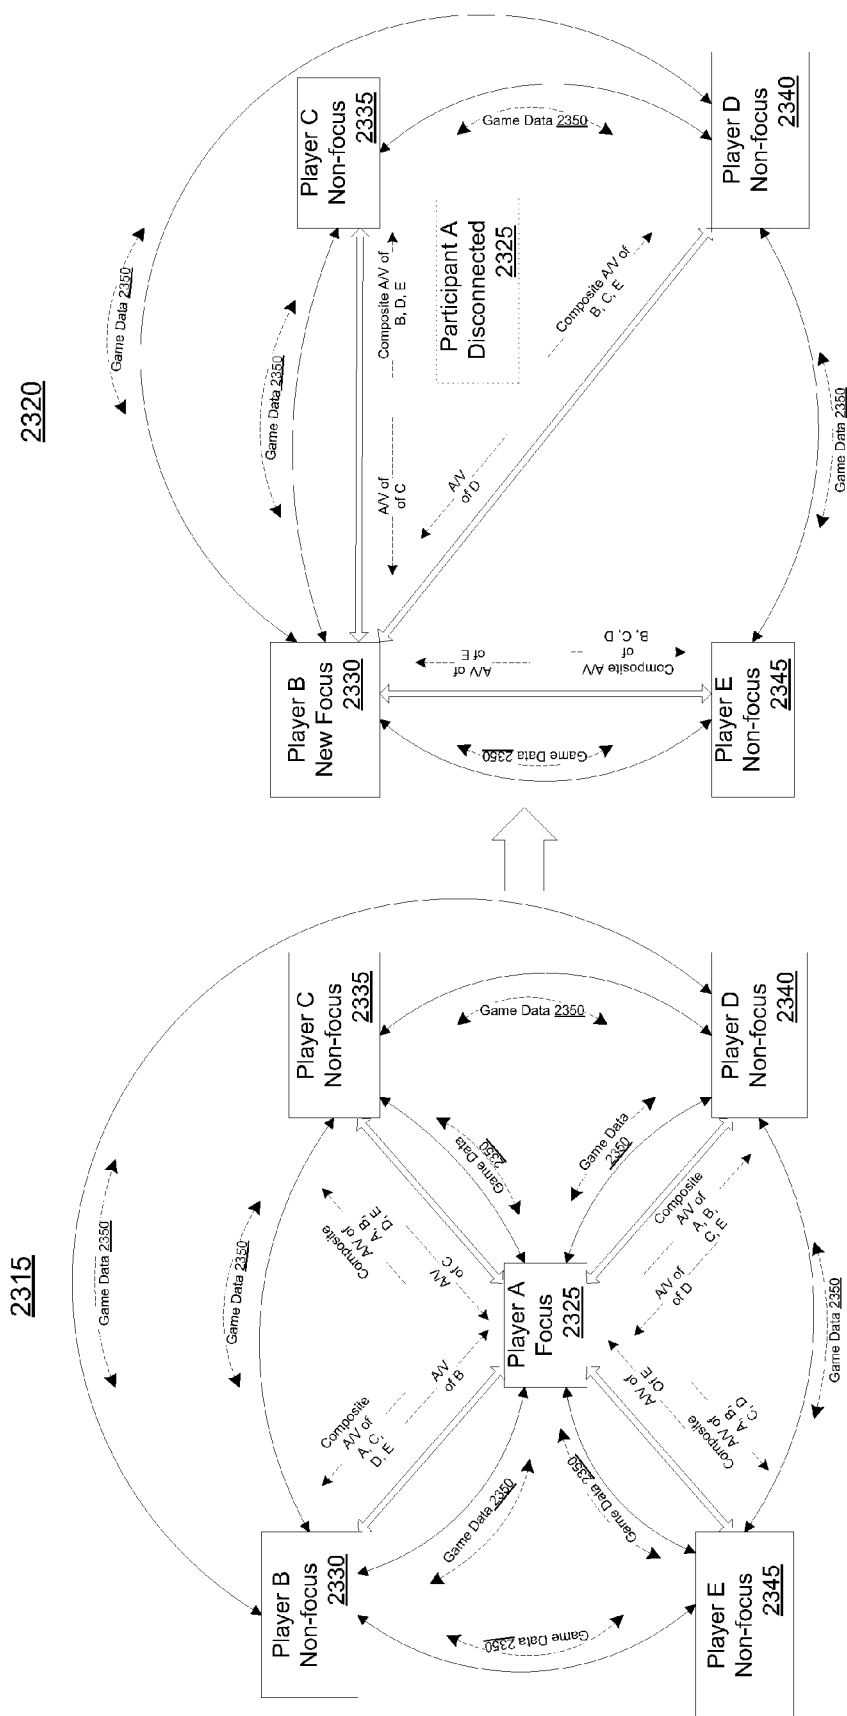 2315
Game Data 2350
Game Data 2350
Player B
Non-focus
2330
Player C
Non-focus
2335
Composite
A/V of
A, C,
D, E
A/V
of B
Composite
A/V of
A, B,
D, E
A/V
of C
Game Data
2350
Game Data 2350
Player A
Focus
2325
Game Data 2350
Game Data 2350
Game Data 2350
Game Data
2350
A/V of
Of E
Composite
A/V of
A, B,
C, D
A/V of
of D
Composite
A/V of
A, B,
C, E
Player E
Non-focus
2345
Player D
Non-focus
2340
Game Data 2350
2320
Game Data 2350
Game Data 2350
Player B
New Focus
2330
Player C
Non-focus
2335
A/V of
of C
Composite A/V of
B, D, E
Participant A
Disconnected
2325
Game Data 2350
A/V
of D
Composite A/V of
B, C, E
A/V of
of E
Composite A/V
of
B, C, D
Game Data 2350
Player E
Non-focus
2345
Player D
Non-focus
2340
Game Data 2350